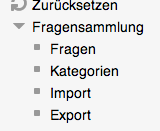 Zurücksetzen
Fragensammlung
Fragen
Kategorien
Import
Export